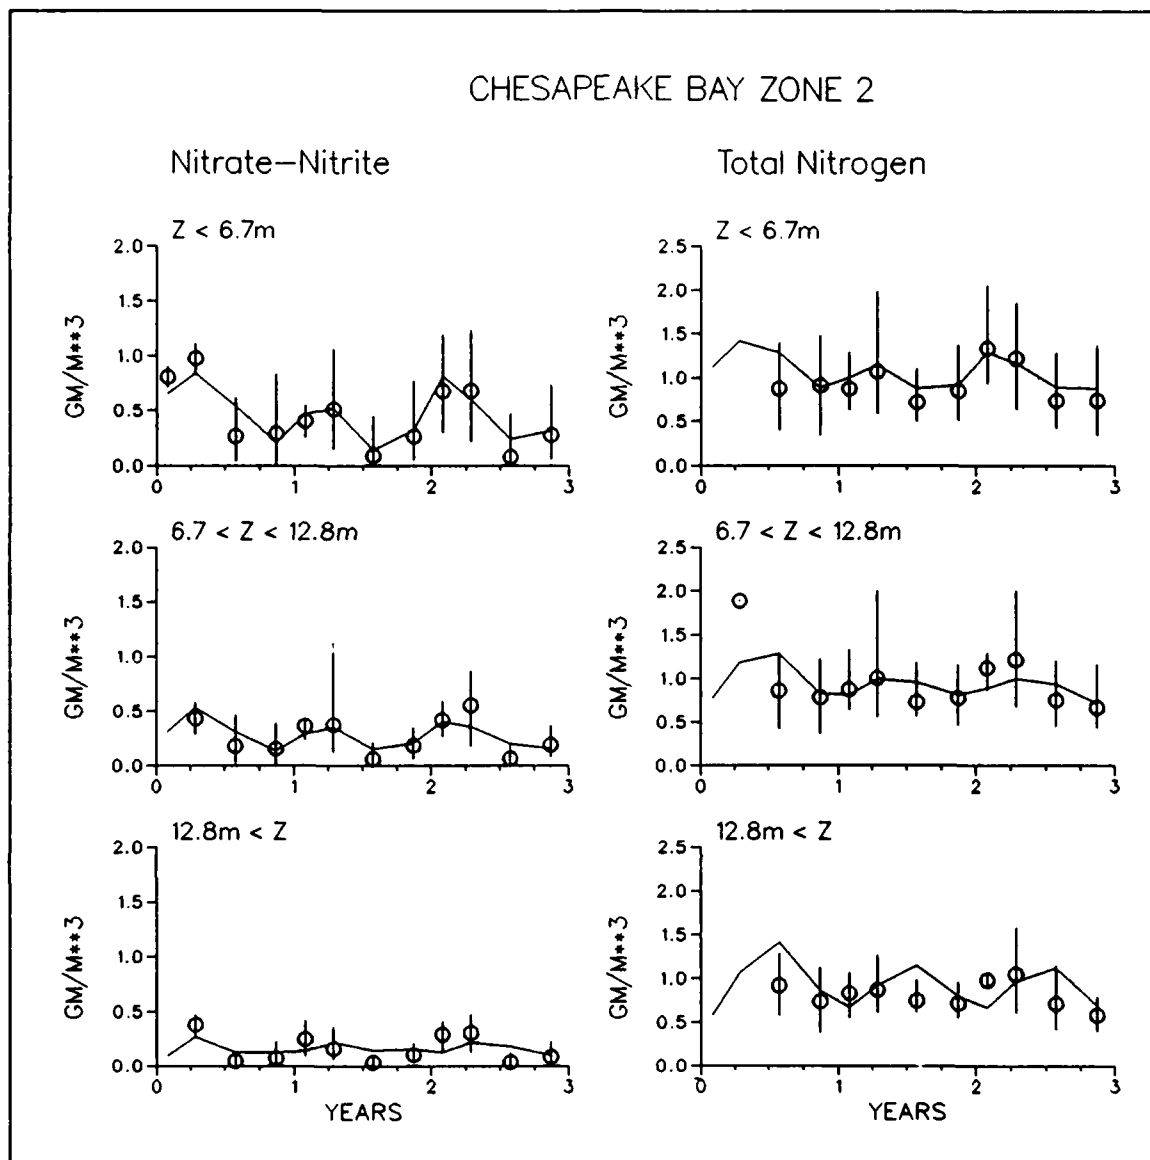 CHESAPEAKE BAY ZONE 2
Nitrate-Nitrite
Total Nitrogen
Z < 6.7m
2.0
1.5
1.0
0.5
0.0
GM/M**3
0 1 2 3
Z < 6.7m
2.5
2.0
1.5
1.0
0.5
0.0
GM/M**3
0 1 2 3
6.7 < Z < 12.8m
2.0
1.5
1.0
0.5
0.0
GM/M**3
0 1 2 3
6.7 < Z < 12.8m
2.5
2.0
1.5
1.0
0.5
0.0
GM/M**3
0 1 2 3
12.8m < Z
2.0
1.5
1.0
0.5
0.0
GM/M**3
0 1 2 3
YEARS
12.8m < Z
2.5
2.0
1.5
1.0
0.5
0.0
GM/M**3
0 1 2 3
YEARS